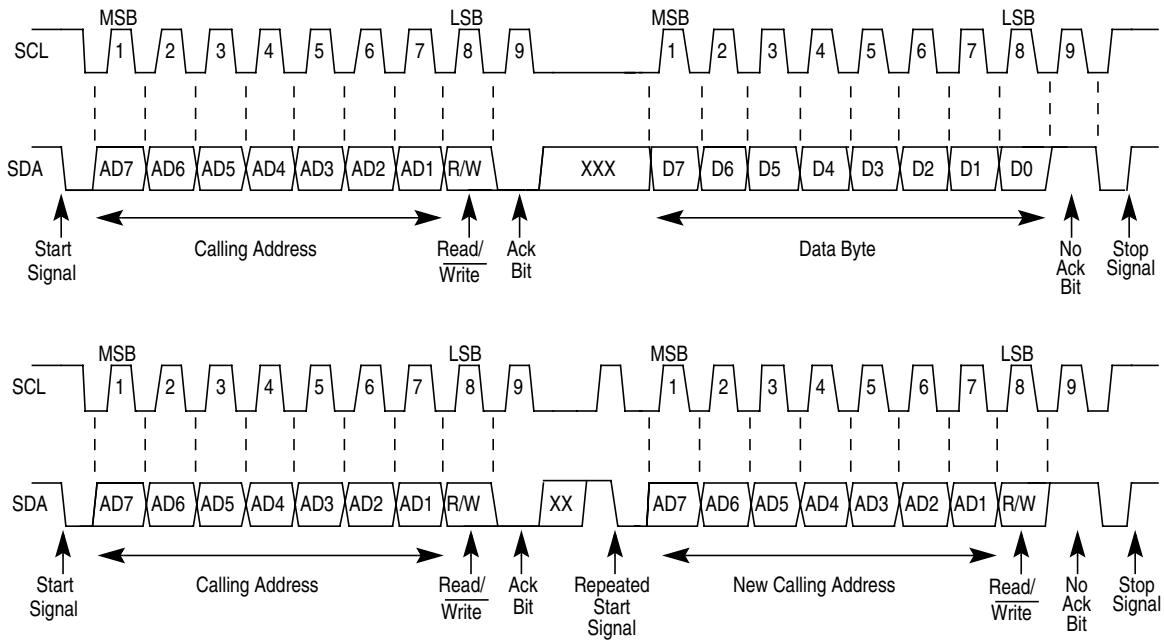 MSB LSB MSB LSB
SCL 1 2 3 4 5 6 7 8 9 1 2 3 4 5 6 7 8 9
SDA AD7 AD6 AD5 AD4 AD3 AD2 AD1 R/W XXX D7 D6 D5 D4 D3 D2 D1 D0
Start Calling Address Read/ Ack Data Byte No Stop
Signal Write Bit Ack Signal
Bit
MSB LSB MSB LSB
SCL 1 2 3 4 5 6 7 8 9 1 2 3 4 5 6 7 8 9
SDA AD7 AD6 AD5 AD4 AD3 AD2 AD1 R/W XX AD7 AD6 AD5 AD4 AD3 AD2 AD1 R/W
Start Calling Address Read/ Ack Repeated New Calling Address Read/ No Stop
Signal Write Bit Start Write Ack Signal
Signal Bit